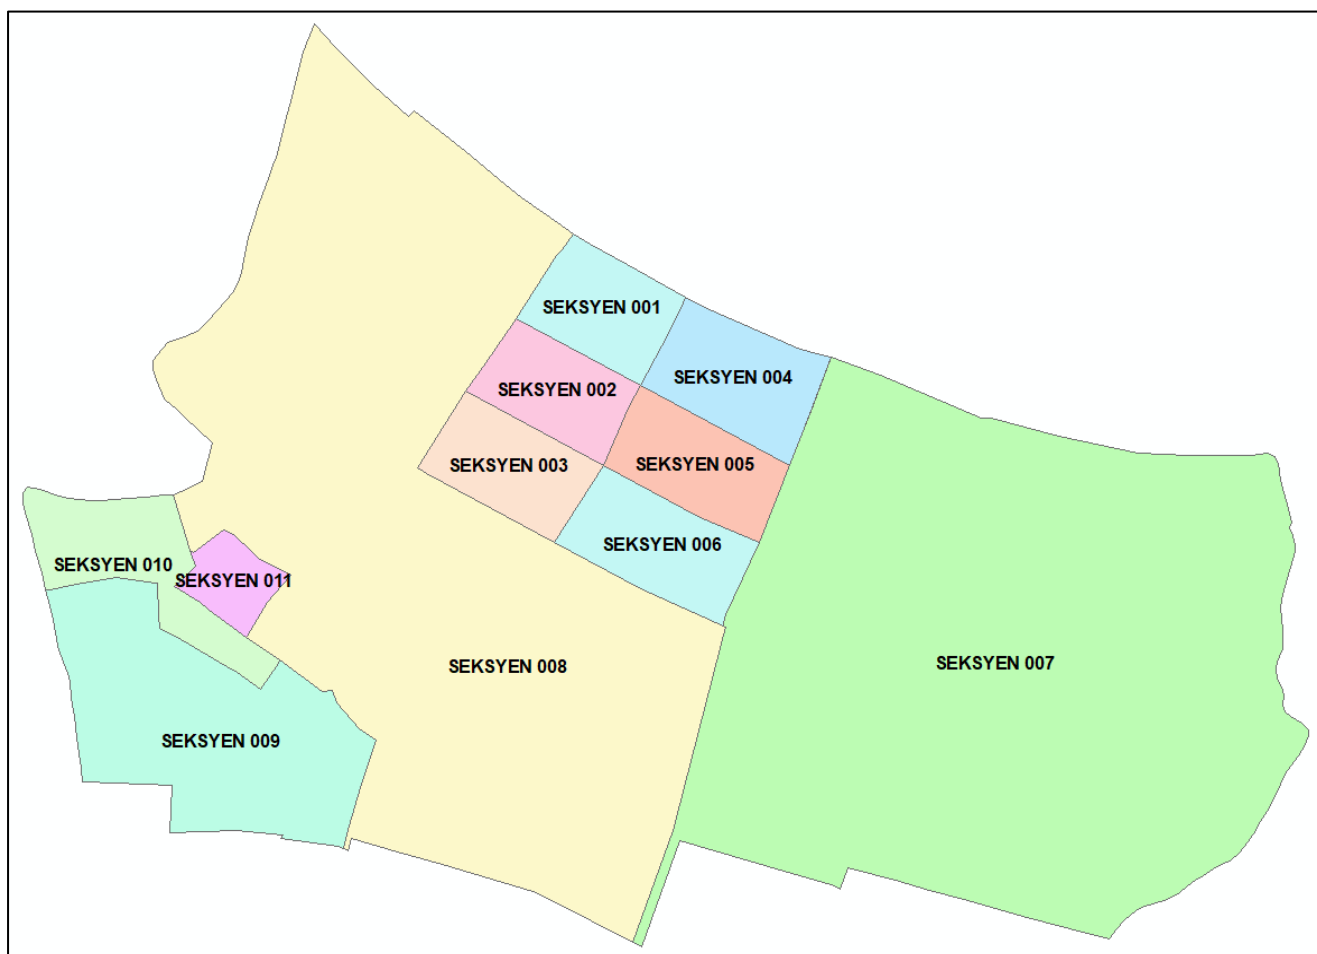 SEKSYEN 001
SEKSYEN 004
SEKSYEN 002
SEKSYEN 003
SEKSYEN 005
SEKSYEN 006
SEKSYEN 010
SEKSYEN 011
SEKSYEN 008
SEKSYEN 007
SEKSYEN 009